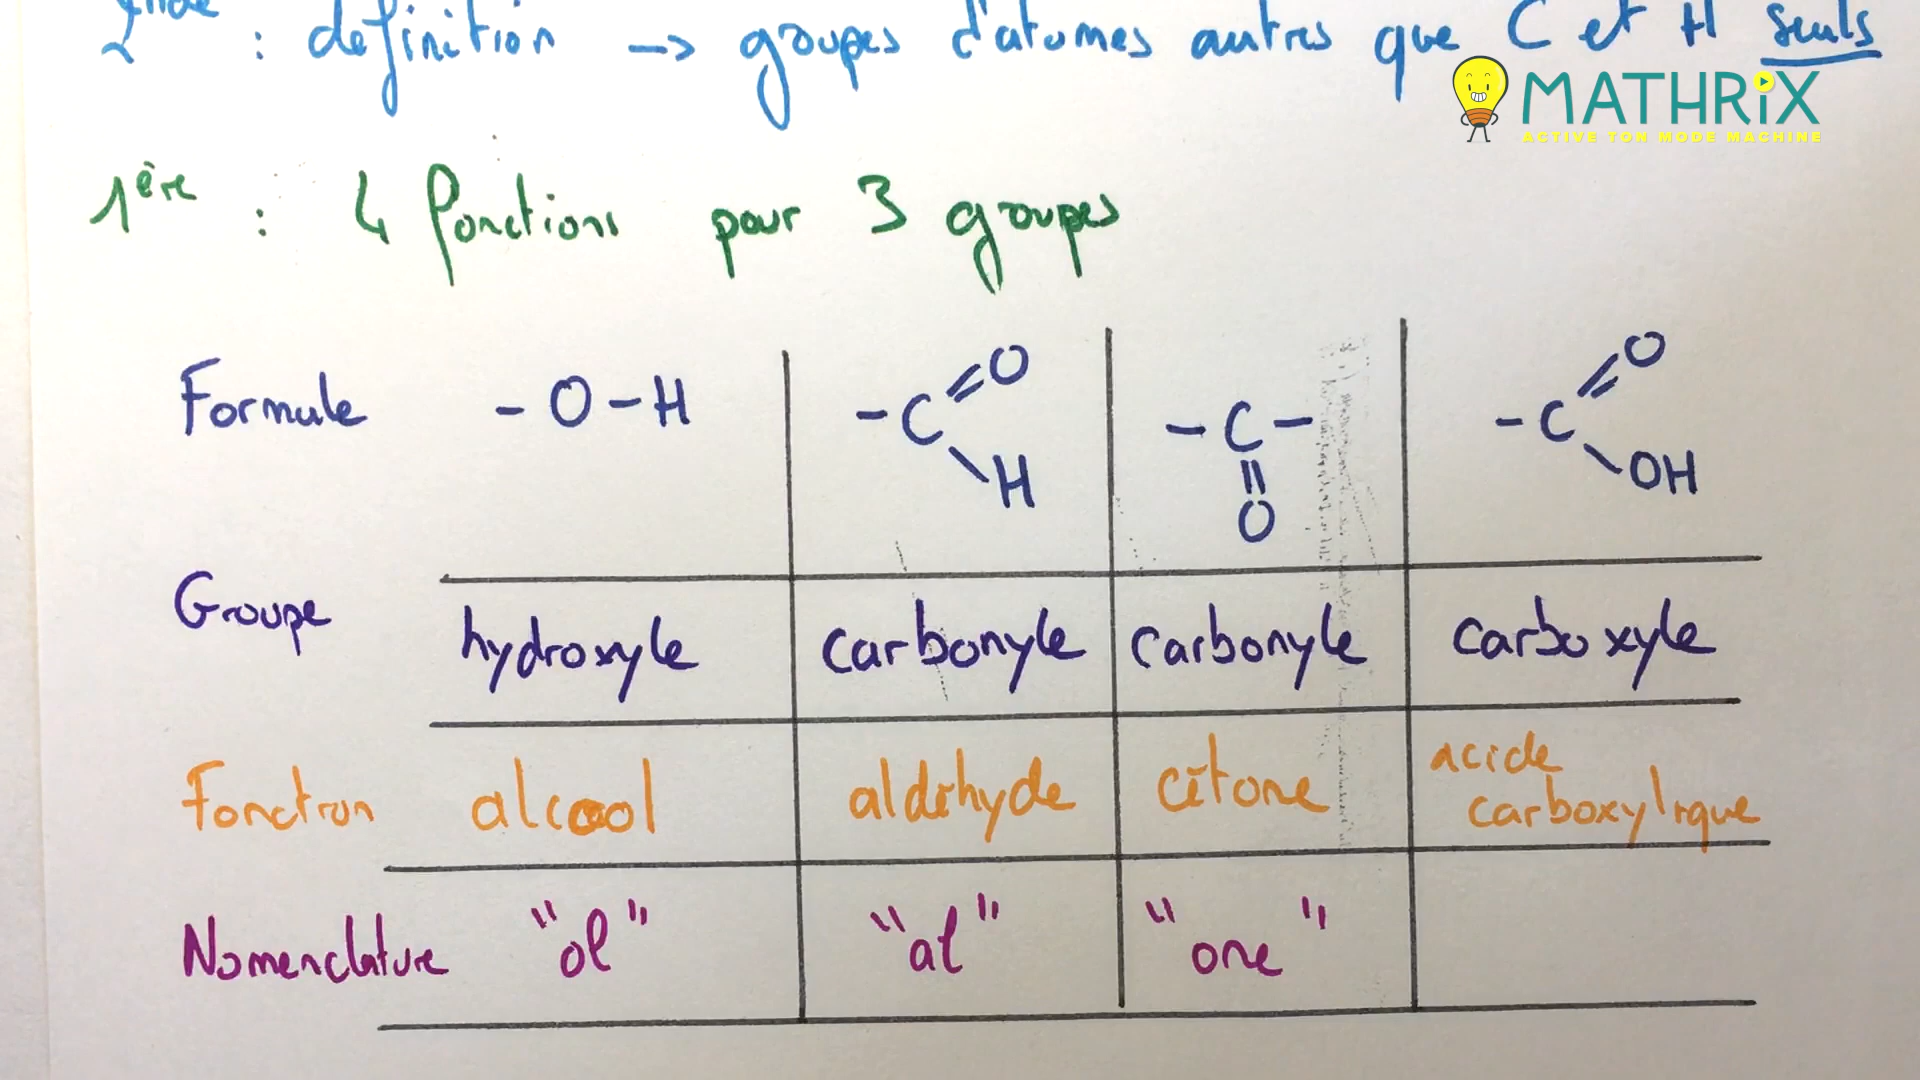 2nde : définition → groupes d'atomes autres que C et H seuls
MATHRiX
ACTIVE TON MODE MACHINE
1ère : 4 fonctions pour 3 groupes
Formule - O - H - C = O \ H - C - || O - C = O \ OH
Groupe hydroxyle carbonyle carbonyle carboxyle
Fonction alcool aldéhyde cétone acide carboxylique
Nomenclature "ol" "al" "one"